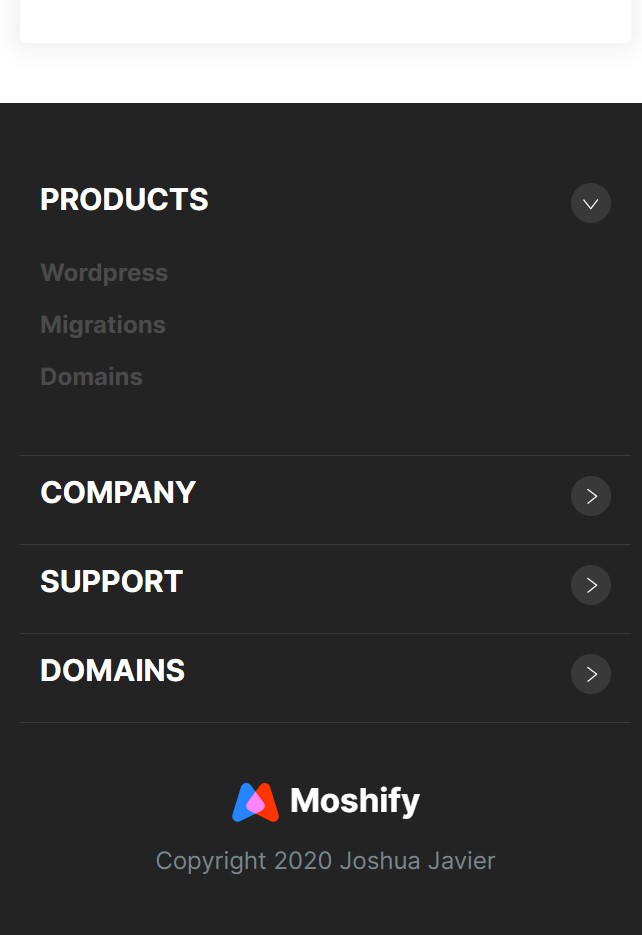 PRODUCTS
Wordpress
Migrations
Domains
COMPANY
SUPPORT
DOMAINS
Moshify
Copyright 2020 Joshua Javier